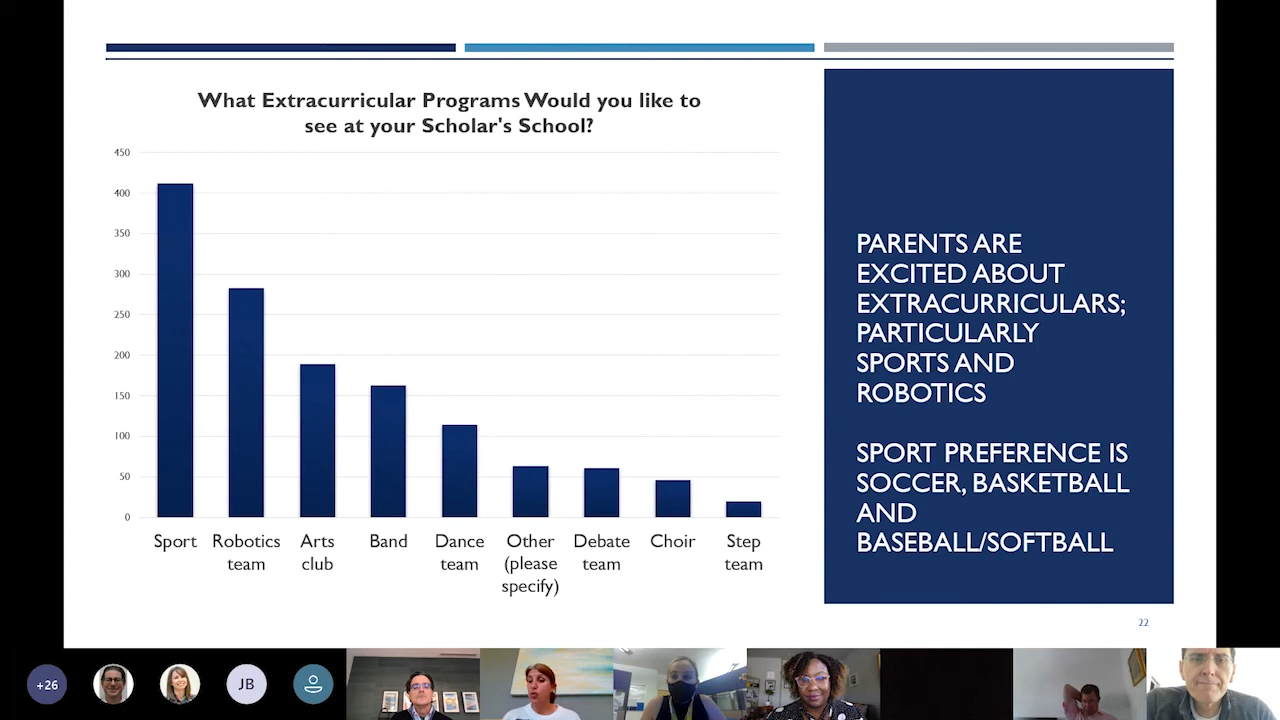 What Extracurricular Programs Would you like to
see at your Scholar's School?
450
400
350
300
250
200
150
100
50
0
Sport
Robotics
team
Arts
club
Band
Dance
team
Other
(please
specify)
Debate
team
Choir
Step
team
PARENTS ARE
EXCITED ABOUT
EXTRACURRICULARS;
PARTICULARLY
SPORTS AND
ROBOTICS
SPORT PREFERENCE IS
SOCCER, BASKETBALL
AND
BASEBALL/SOFTBALL
22
+26
JB